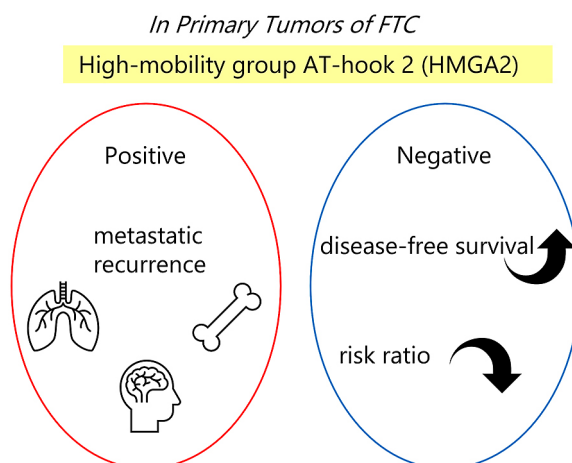 In Primary Tumors of FTC
High-mobility group AT-hook 2 (HMGA2)
Positive
metastatic
recurrence
Negative
disease-free survival
risk ratio